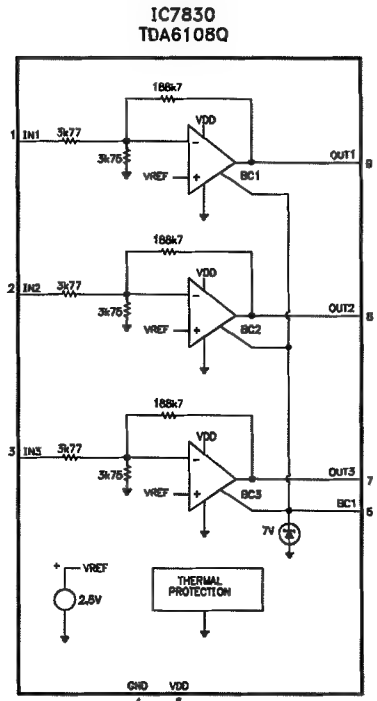 IC7830
TDA6108Q
188k7
VDD
1 IN1 3k77
OUT1 9
3k75
VREF
BC1
188k7
VDD
2 IN2 3k77
OUT2 8
3k75
VREF
BC2
188k7
VDD
3 IN3 3k77
OUT3 7
3k75
VREF
BC3
BC1 5
7V
VREF
2.5V
THERMAL
PROTECTION
GND VDD